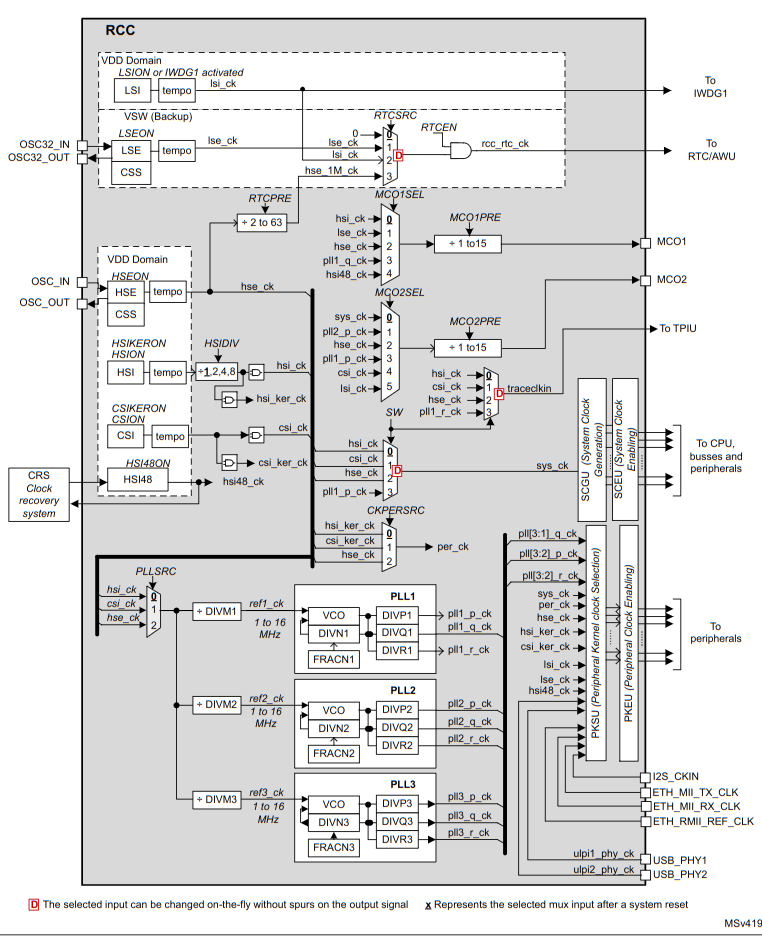 RCC
VDD Domain
LSION or IWDG1 activated
LSI
tempo
lsi_ck
To
IWDG1
VSW (Backup)
LSEON
OSC32_IN
OSC32_OUT
LSE
tempo
CSS
lse_ck
RTCSRC
0
lse_ck
lsi_ck
hse_1M_ck
0
1
2
3
D
RTCEN
rcc_rtc_ck
To
RTC/AWU
RTCPRE
÷ 2 to 63
MCO1SEL
hsi_ck
lse_ck
hse_ck
pll1_q_ck
hsi48_ck
0
1
2
3
4
MCO1PRE
÷ 1 to15
MCO1
VDD Domain
HSEON
OSC_IN
OSC_OUT
HSE
tempo
CSS
hse_ck
MCO2SEL
sys_ck
pll2_p_ck
hse_ck
pll1_p_ck
csi_ck
lsi_ck
0
1
2
3
4
5
MCO2PRE
÷ 1 to15
MCO2
To TPIU
HSIKERON
HSION
HSI
tempo
HSIDIV
÷1,2,4,8
hsi_ck
hsi_ker_ck
hsi_ck
csi_ck
hse_ck
pll1_r_ck
0
1
2
3
D
traceclkin
CSIKERON
CSION
CSI
tempo
csi_ck
csi_ker_ck
HSI48ON
HSI48
hsi48_ck
CRS
Clock
recovery
system
SW
hsi_ck
csi_ck
hse_ck
pll1_p_ck
0
1
2
3
D
sys_ck
SCGU (System Clock
Generation)
SCEU (System Clock
Enabling)
To CPU,
busses and
peripherals
CKPERSRC
hsi_ker_ck
csi_ker_ck
hse_ck
0
1
2
per_ck
PLLSRC
hsi_ck
csi_ck
hse_ck
0
1
2
÷ DIVM1
ref1_ck
1 to 16
MHz
PLL1
VCO
DIVN1
FRACN1
DIVP1
DIVQ1
DIVR1
pll1_p_ck
pll1_q_ck
pll1_r_ck
÷ DIVM2
ref2_ck
1 to 16
MHz
PLL2
VCO
DIVN2
FRACN2
DIVP2
DIVQ2
DIVR2
pll2_p_ck
pll2_q_ck
pll2_r_ck
÷ DIVM3
ref3_ck
1 to 16
MHz
PLL3
VCO
DIVN3
FRACN3
DIVP3
DIVQ3
DIVR3
pll3_p_ck
pll3_q_ck
pll3_r_ck
pll[3:1]_q_ck
pll[3:2]_p_ck
pll[3:2]_r_ck
sys_ck
per_ck
hse_ck
hsi_ker_ck
csi_ker_ck
lsi_ck
lse_ck
hsi48_ck
PKSU (Peripheral Kernel clock Selection)
PKEU (Peripheral Clock Enabling)
To
peripherals
I2S_CKIN
ETH_MII_TX_CLK
ETH_MII_RX_CLK
ETH_RMII_REF_CLK
ulpi1_phy_ck
USB_PHY1
ulpi2_phy_ck
USB_PHY2
D The selected input can be changed on-the-fly without spurs on the output signal
x Represents the selected mux input after a system reset
MSv419